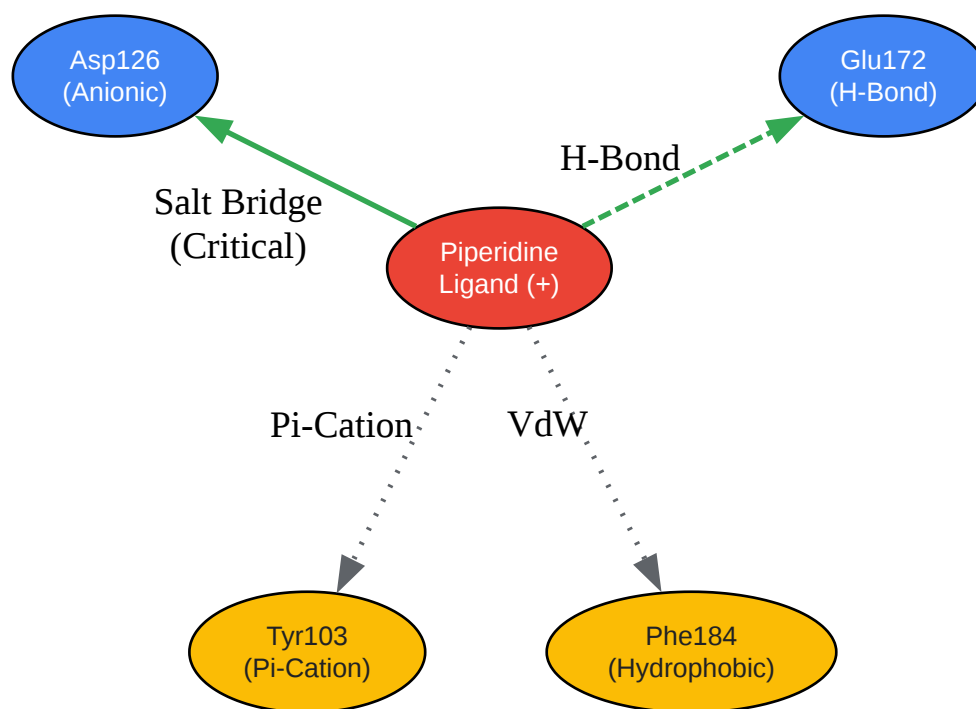 Asp126
(Anionic)
Glu172
(H-Bond)
H-Bond
Salt Bridge
(Critical)
Piperidine
Ligand (+)
Pi-Cation
VdW
Tyr103
(Pi-Cation)
Phe184
(Hydrophobic)